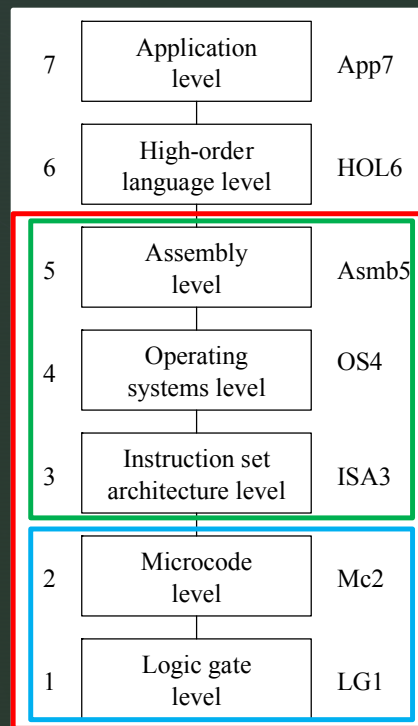 7 Application level App7
6 High-order language level HOL6
5 Assembly level Asmb5
4 Operating systems level OS4
3 Instruction set architecture level ISA3
2 Microcode level Mc2
1 Logic gate level LG1